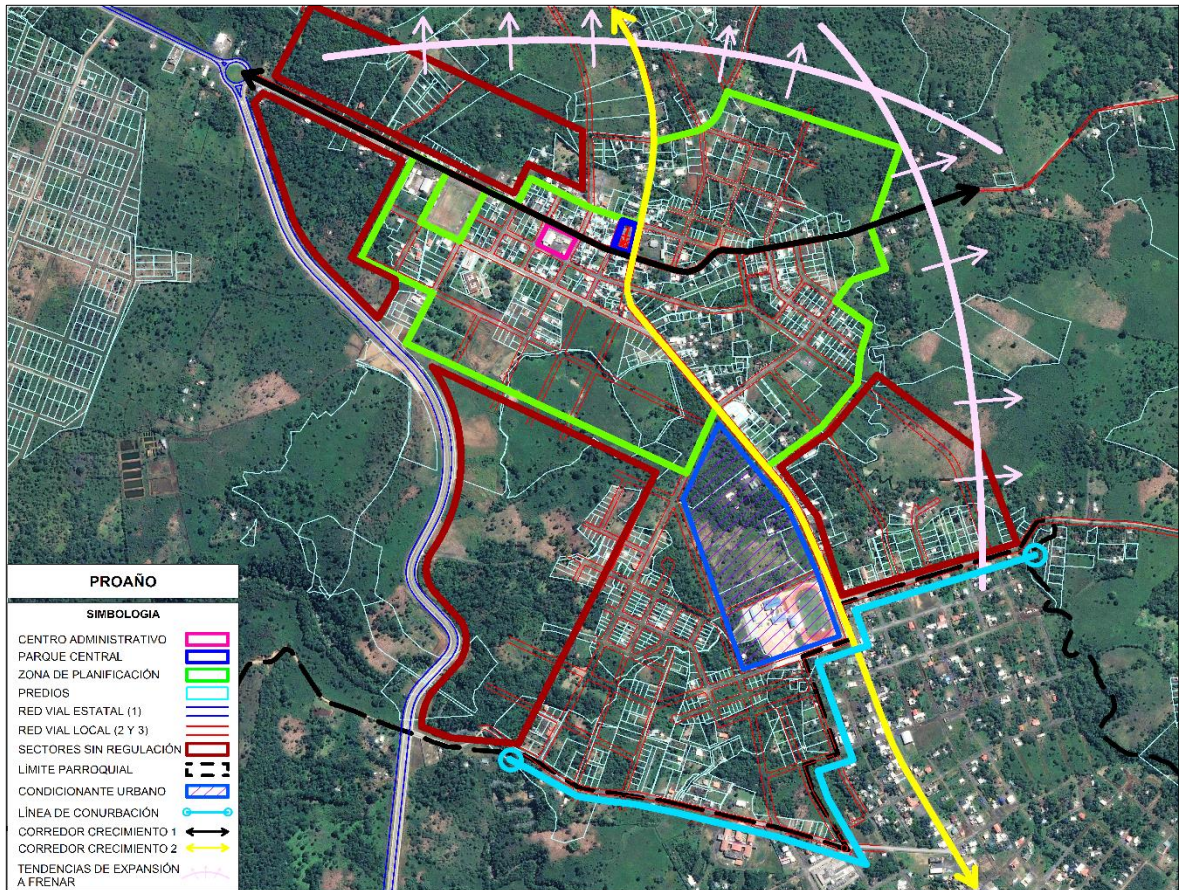 PROAÑO
SIMBOLOGIA
CENTRO ADMINISTRATIVO
PARQUE CENTRAL
ZONA DE PLANIFICACIÓN
PREDIOS
RED VIAL ESTATAL (1)
RED VIAL LOCAL (2 Y 3)
SECTORES SIN REGULACIÓN
LÍMITE PARROQUIAL
CONDICIONANTE URBANO
LÍNEA DE CONURBACIÓN
CORREDOR CRECIMIENTO 1
CORREDOR CRECIMIENTO 2
TENDENCIAS DE EXPANSIÓN
A FRENAR